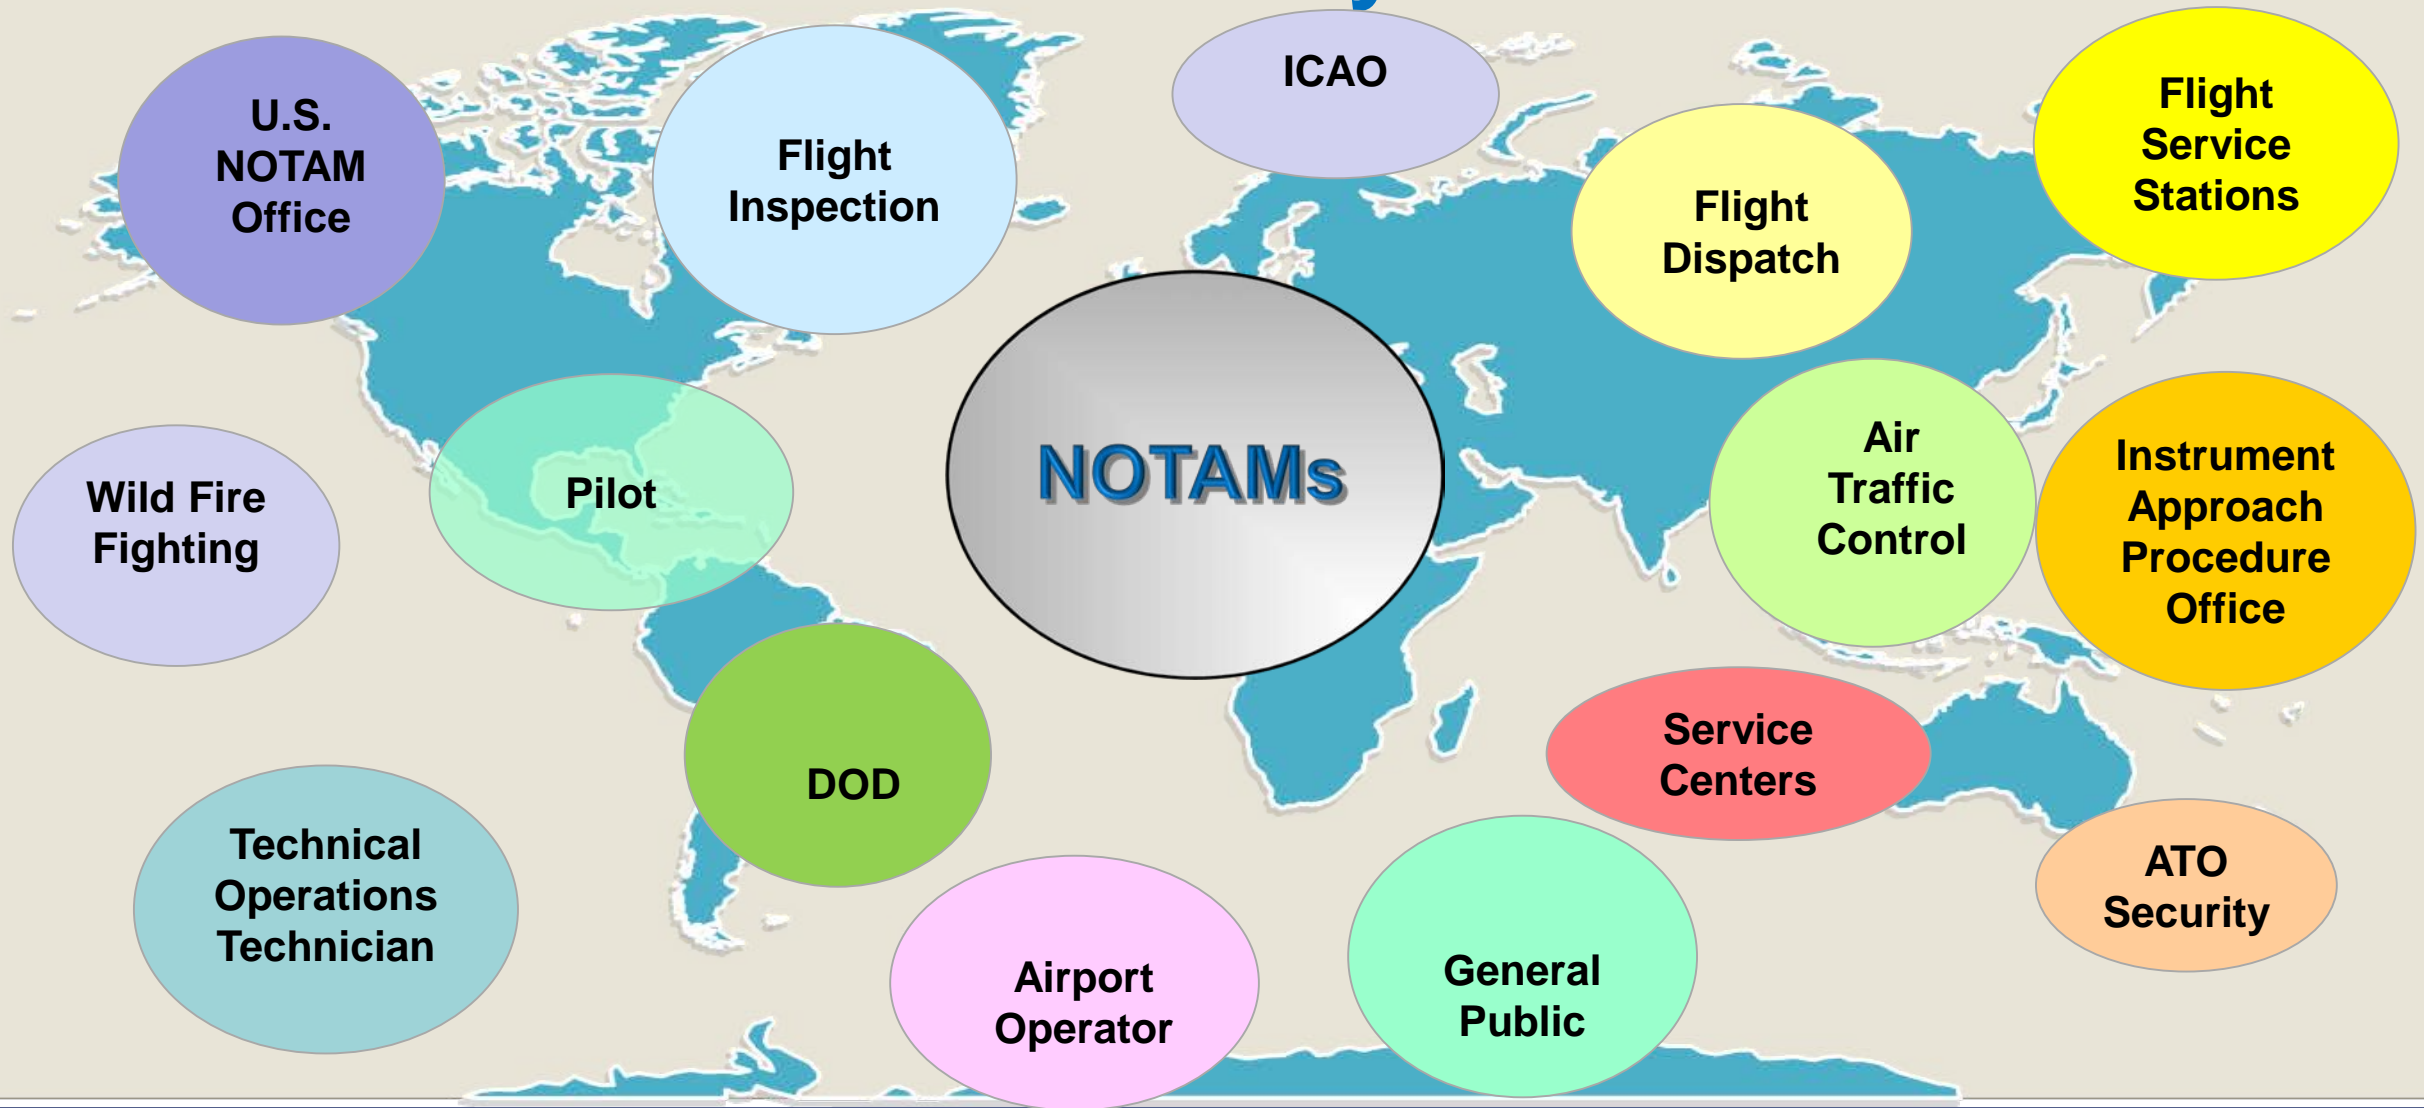 U.S.
NOTAM
Office
Flight
Inspection
ICAO
Flight
Dispatch
Flight
Service
Stations
Wild Fire
Fighting
Pilot
NOTAMs
Air
Traffic
Control
Instrument
Approach
Procedure
Office
DOD
Service
Centers
Technical
Operations
Technician
Airport
Operator
General
Public
ATO
Security